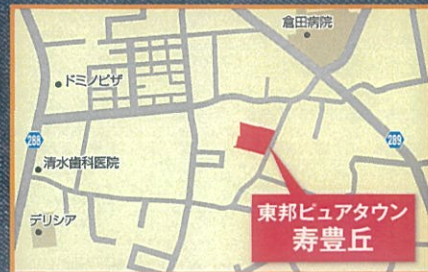 倉田病院
ドミノピザ
288
289
清水歯科医院
デリシア
東邦ピュアタウン
寿豊丘